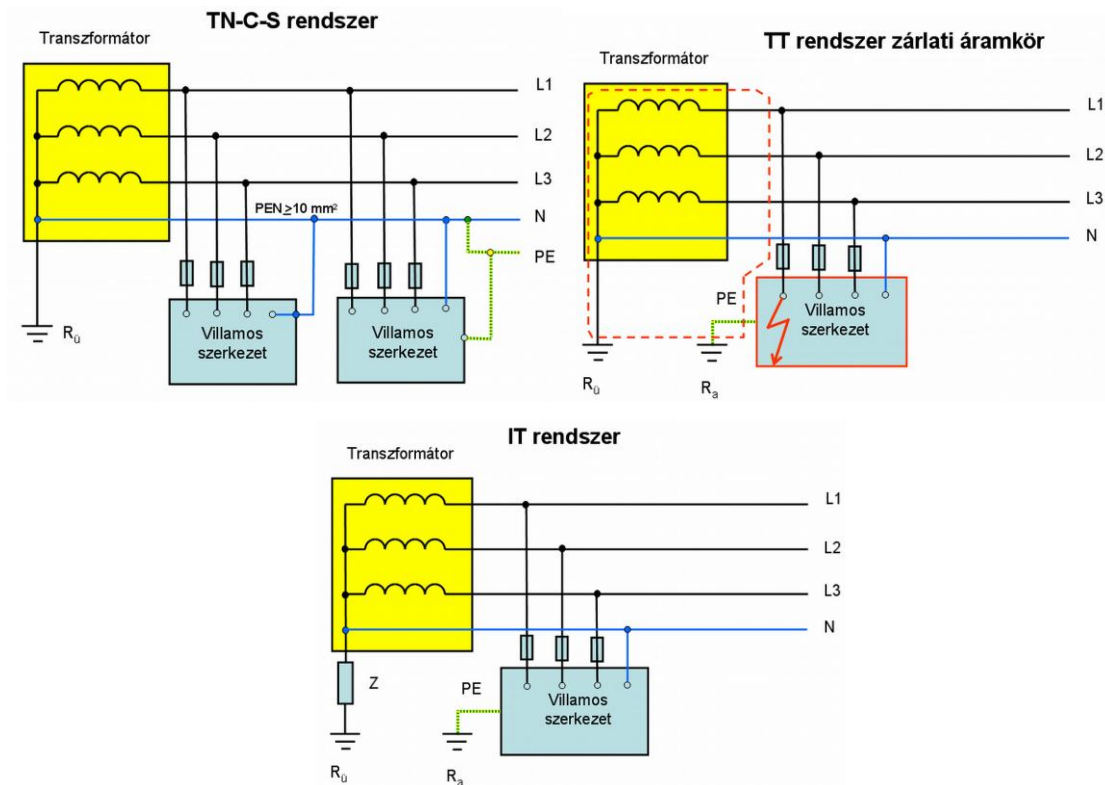 TN-C-S rendszer
Transzformátor
L1
L2
L3
PEN ≥10 mm²
N
PE
Villamos
szerkezet
Villamos
szerkezet
Rü
TT rendszer zárlati áramkör
Transzformátor
L1
L2
L3
N
PE
Villamos
szerkezet
Rü
Ra
IT rendszer
Transzformátor
L1
L2
L3
N
Z
PE
Villamos
szerkezet
Rü
Ra